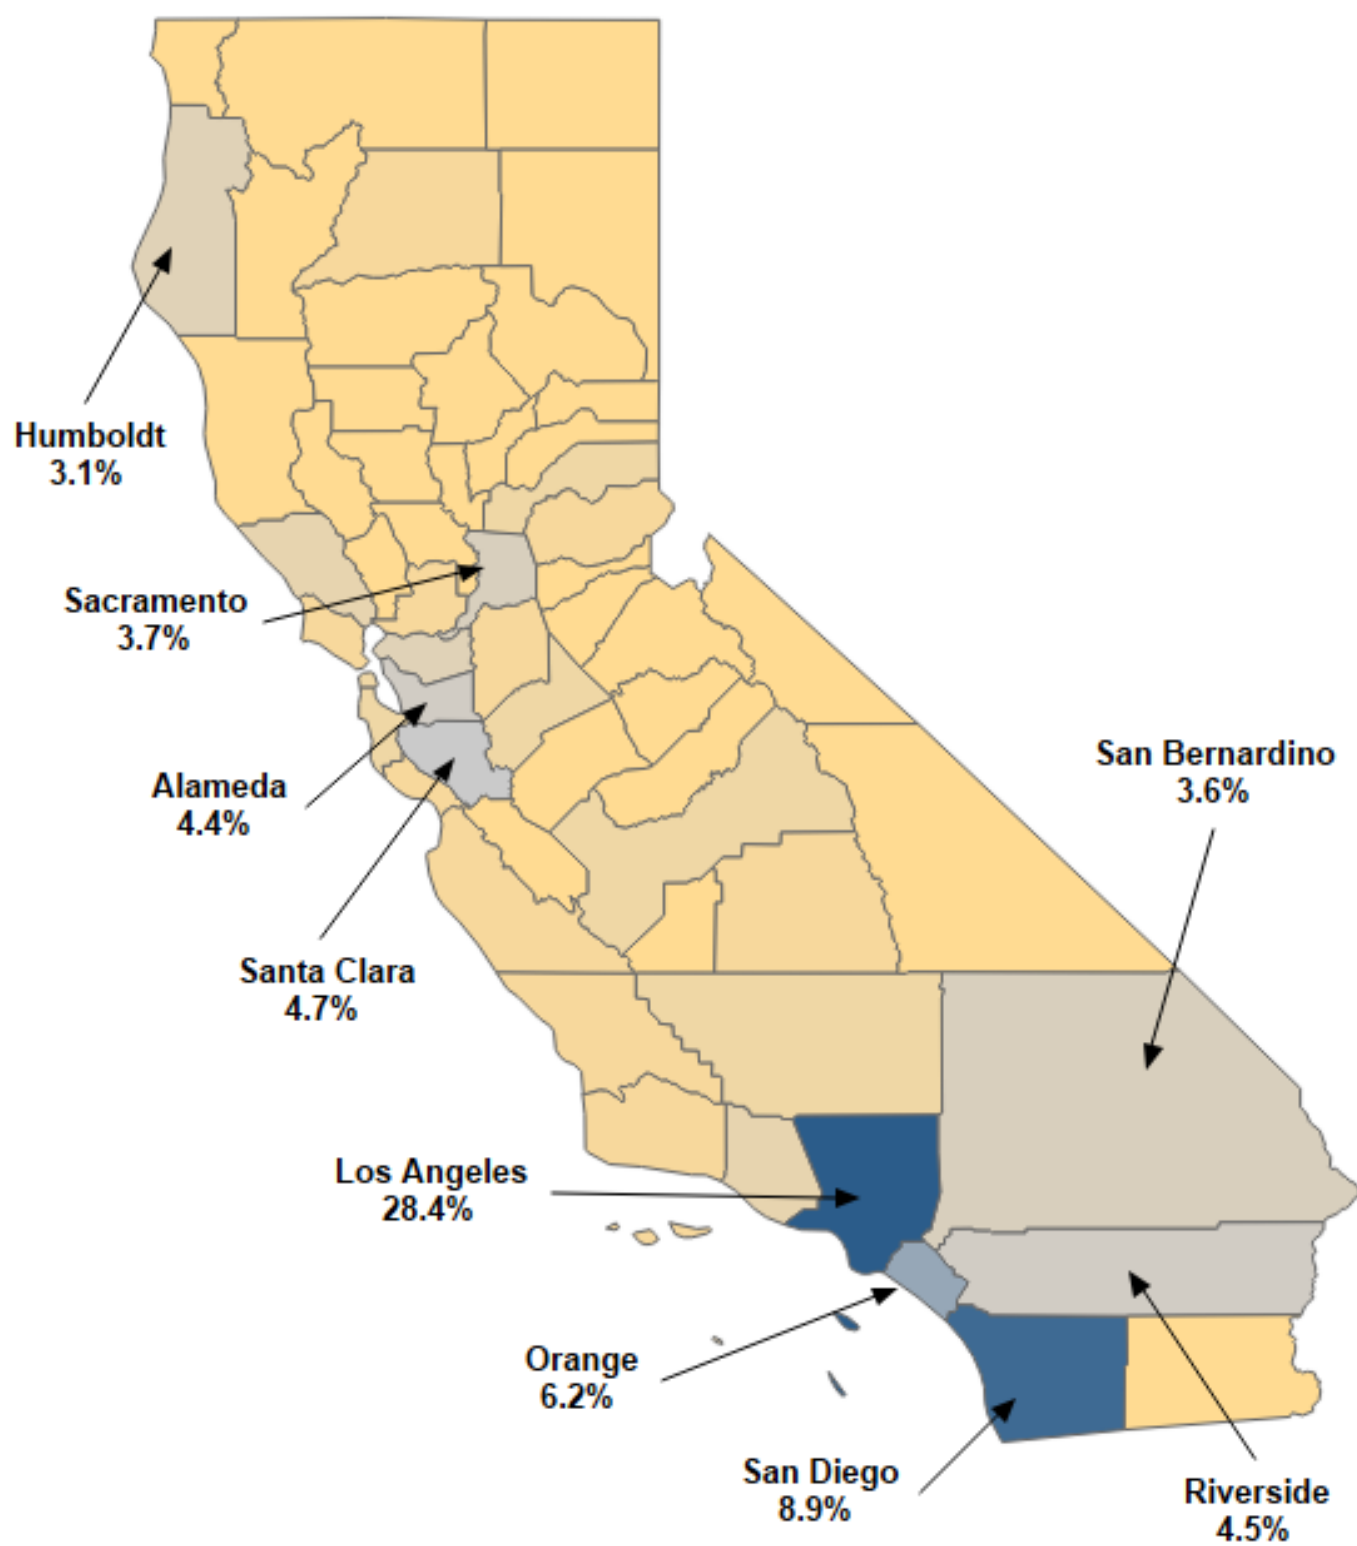 Humboldt
3.1%
Sacramento
3.7%
San Bernardino
3.6%
Alameda
4.4%
Santa Clara
4.7%
Los Angeles
28.4%
Orange
6.2%
San Diego
8.9%
Riverside
4.5%